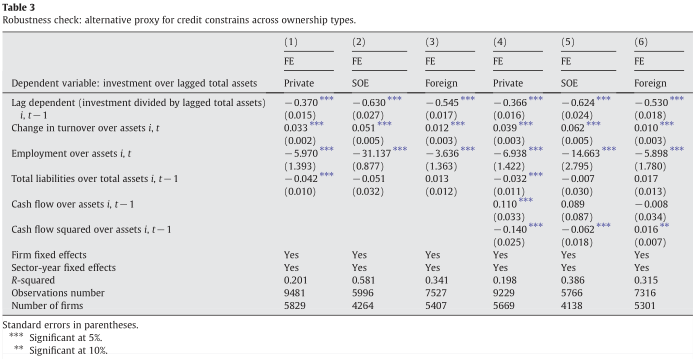 Table 3
Robustness check: alternative proxy for credit constrains across ownership types.
(1) (2) (3) (4) (5) (6)
FE FE FE FE FE FE
Dependent variable: investment over lagged total assets Private SOE Foreign Private SOE Foreign
Lag dependent (investment divided by lagged total assets) −0.370*** −0.630*** −0.545*** −0.366*** −0.624*** −0.530***
i, t−1 (0.015) (0.027) (0.017) (0.016) (0.024) (0.018)
Change in turnover over assets i, t 0.033*** 0.051*** 0.012*** 0.039*** 0.062*** 0.010***
(0.002) (0.005) (0.003) (0.003) (0.005) (0.003)
Employment over assets i, t −5.970*** −31.137*** −3.636*** −6.938*** −14.663*** −5.898***
(1.393) (0.877) (1.363) (1.422) (2.795) (1.780)
Total liabilities over total assets i, t−1 −0.042*** −0.051 0.013 −0.032*** −0.007 0.017
(0.010) (0.032) (0.012) (0.011) (0.030) (0.013)
Cash flow over assets i, t−1 0.110*** 0.089 −0.008
(0.033) (0.087) (0.034)
Cash flow squared over assets i, t−1 −0.140*** −0.062*** 0.016**
(0.025) (0.018) (0.007)
Firm fixed effects Yes Yes Yes Yes Yes Yes
Sector-year fixed effects Yes Yes Yes Yes Yes Yes
R-squared 0.201 0.581 0.341 0.198 0.386 0.315
Observations number 9481 5996 7527 9229 5766 7316
Number of firms 5829 4264 5407 5669 4138 5301
Standard errors in parentheses.
*** Significant at 5%.
** Significant at 10%.